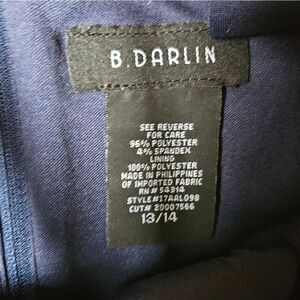 B.DARLIN
SEE REVERSE
FOR CARE
96% POLYESTER
4% SPANDEX
LINING
100% POLYESTER
MADE IN PHILIPPINES
OF IMPORTED FABRIC
RN# 54314
STYLE#17AAL098
CUT# 20007566
13/14